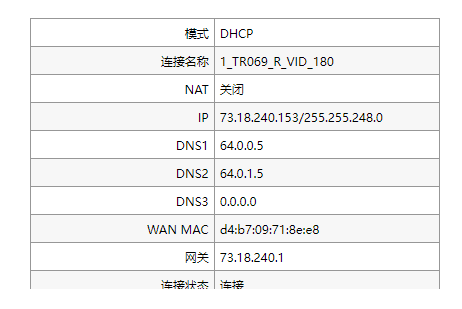 模式 DHCP
连接名称 1_TR069_R_VID_180
NAT 关闭
IP 73.18.240.153/255.255.248.0
DNS1 64.0.0.5
DNS2 64.0.1.5
DNS3 0.0.0.0
WAN MAC d4:b7:09:71:8e:e8
网关 73.18.240.1
连接状态 连接